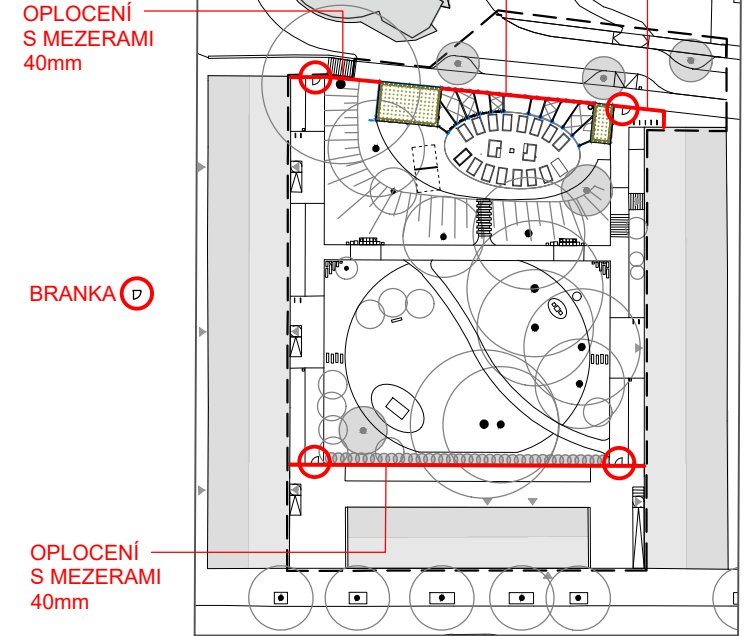 OPLOCENÍ
S MEZERAMI
40mm
BRANKA
OPLOCENÍ
S MEZERAMI
40mm